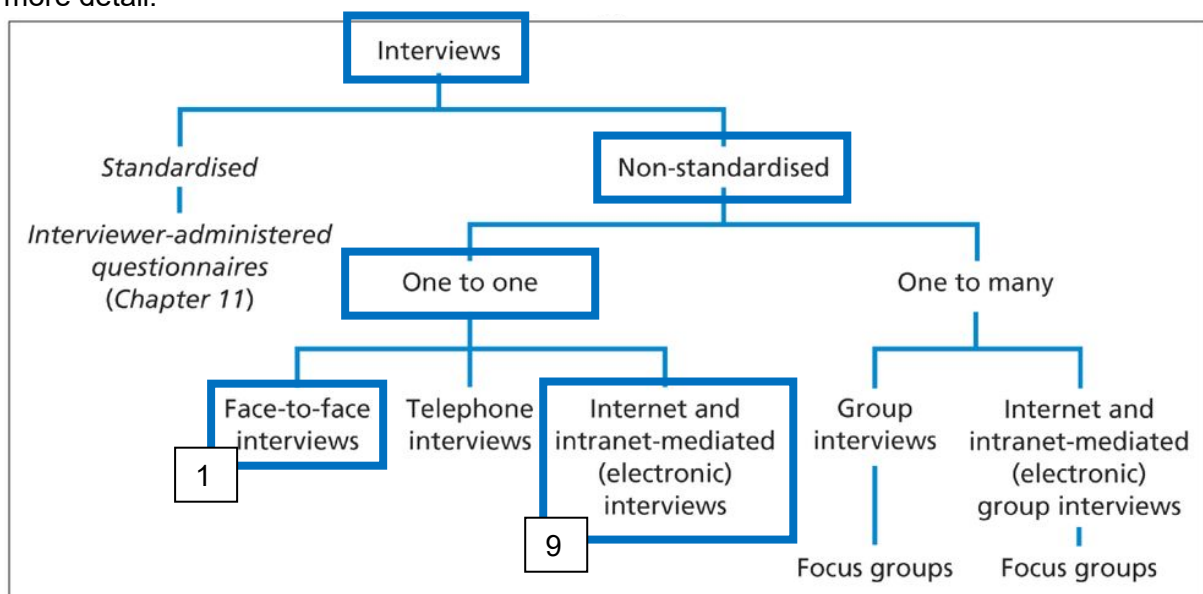 more detail.
Interviews
Standardised
Non-standardised
Interviewer-administered
questionnaires
(Chapter 11)
One to one
One to many
Face-to-face
interviews
Telephone
interviews
Internet and
intranet-mediated
(electronic)
interviews
Group
interviews
Internet and
intranet-mediated
(electronic)
group interviews
1
9
Focus groups
Focus groups